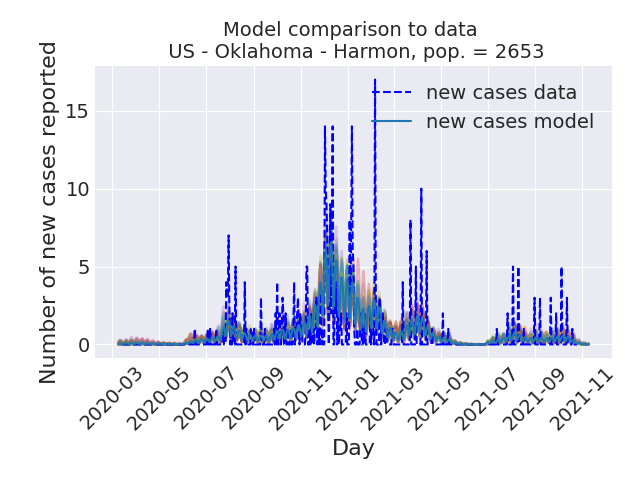 Model comparison to data
US - Oklahoma - Harmon, pop. = 2653
new cases data
new cases model
Number of new cases reported
15
10
5
0
2020-03
2020-05
2020-07
2020-09
2020-11
2021-01
2021-03
2021-05
2021-07
2021-09
2021-11
Day